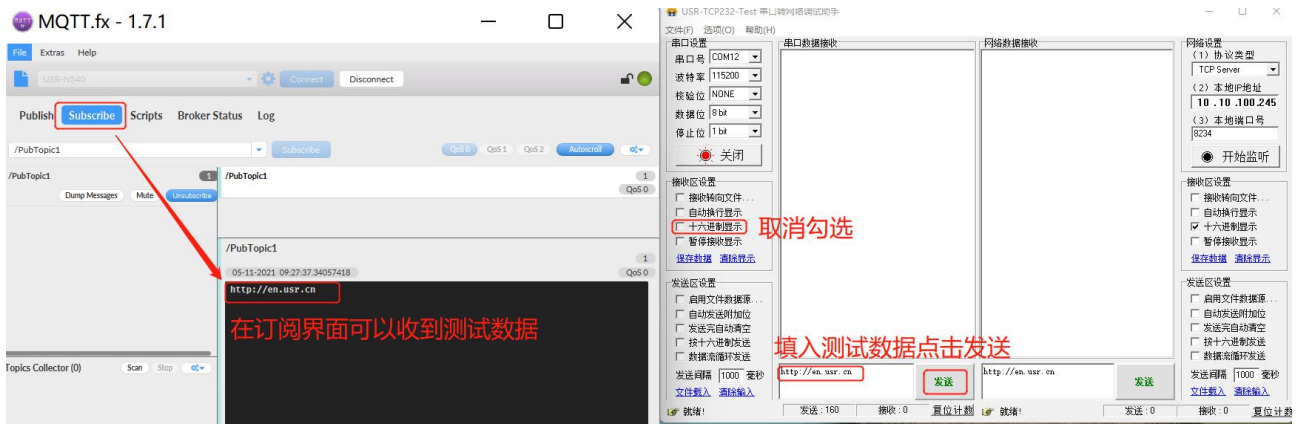 MQTT.fx - 1.7.1
File Extras Help
USR-N540
Connect
Disconnect
Publish Subscribe Scripts Broker Status Log
/PubTopic1
Subscribe
QoS 0 QoS 1 QoS 2 Autoscroll
/PubTopic1
1
Dump Messages Mute Unsubscribe
/PubTopic1
1
QoS 0
/PubTopic1
1
05-11-2021 09:27:37.34057418
QoS 0
http://en.usr.cn
在订阅界面可以收到测试数据
Topics Collector (0) Scan Stop
USR-TCP232-Test 串口转网络调试助手
文件(F) 选项(O) 帮助(H)
串口设置
串口号 COM12
波特率 115200
校验位 NONE
数据位 8 bit
停止位 1 bit
关闭
接收区设置
接收转向文件...
自动换行显示
十六进制显示
取消勾选
暂停接收显示
保存数据 清除显示
发送区设置
启用文件数据源...
自动发送附加位
发送完自动清空
按十六进制发送
数据流循环发送
发送间隔 1000 毫秒
文件载入 清除输入
就绪!
串口数据接收
填入测试数据点击发送
http://en.usr.cn
发送
发送 : 160 接收 : 0 复位计数
网络数据接收
http://en.usr.cn
发送
就绪!
发送 : 0 接收 : 0 复位计数
网络设置
(1) 协议类型
TCP Server
(2) 本地IP地址
10 .10 .100.245
(3) 本地端口号
8234
开始监听
接收区设置
接收转向文件...
自动换行显示
十六进制显示
暂停接收显示
保存数据 清除显示
发送区设置
启用文件数据源...
自动发送附加位
发送完自动清空
按十六进制发送
数据流循环发送
发送间隔 1000 毫秒
文件载入 清除输入